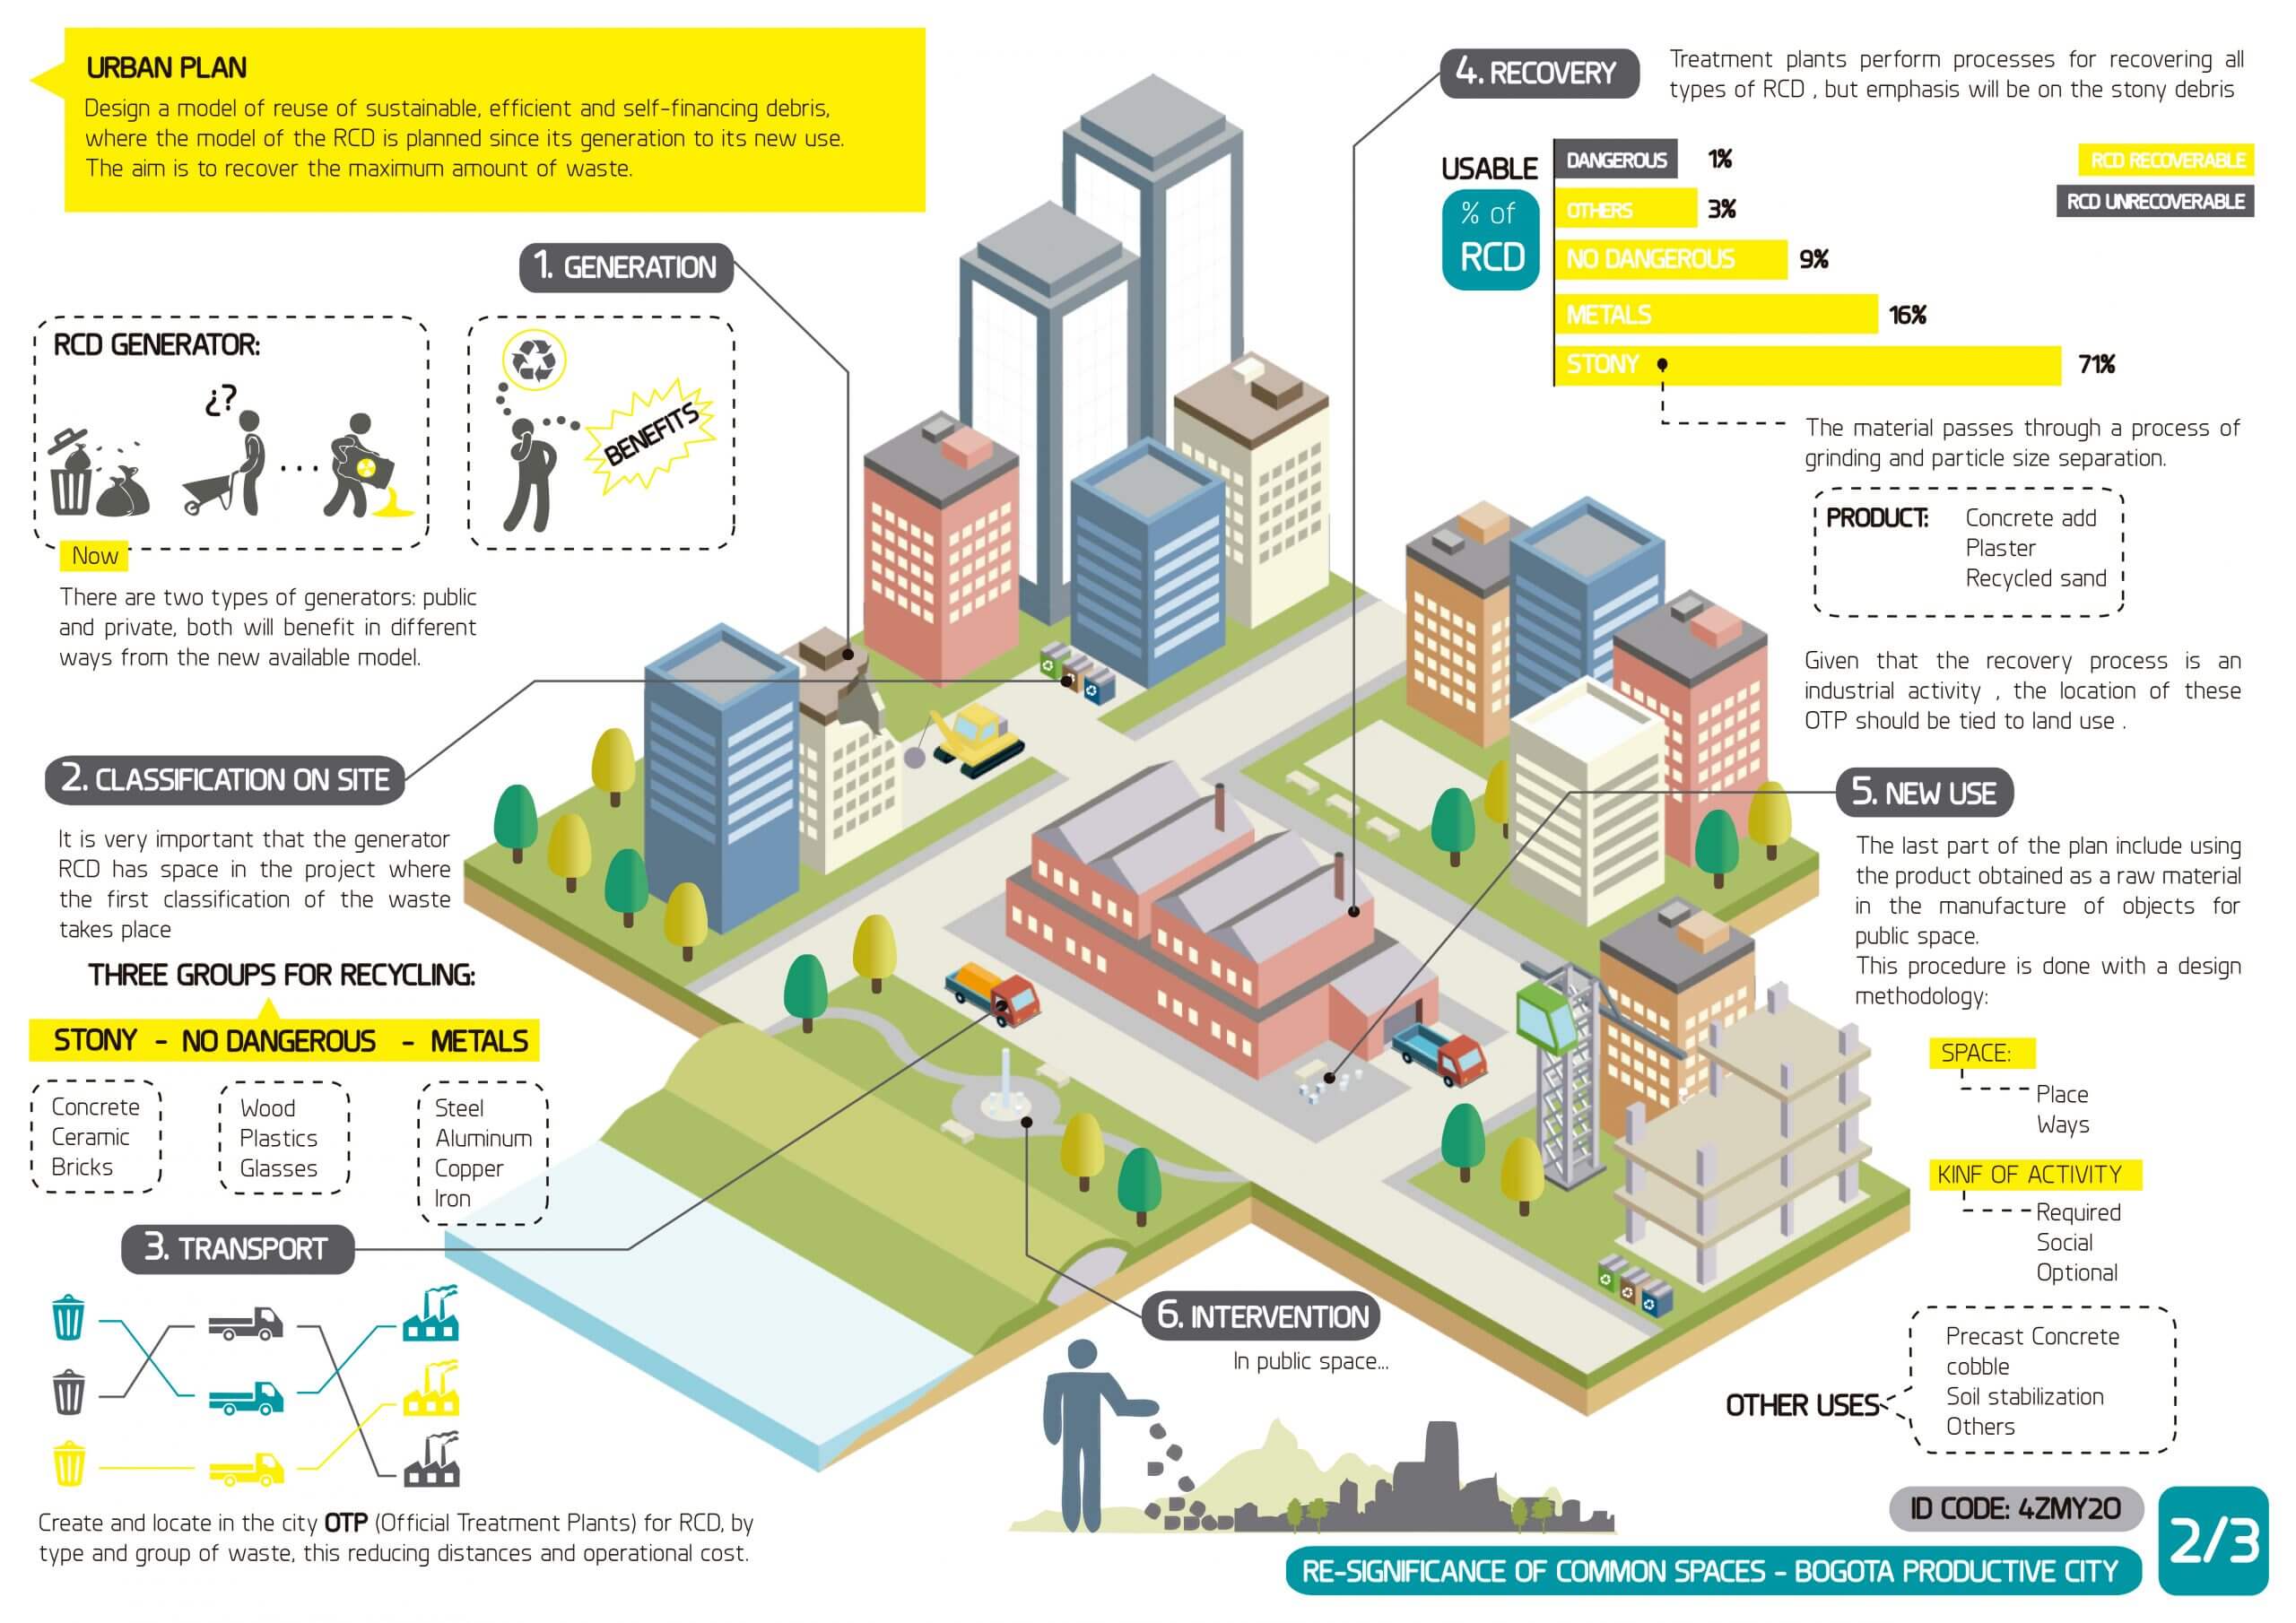 URBAN PLAN
Design a model of reuse of sustainable, efficient and self-financing debris,
where the model of the RCD is planned since its generation to its new use.
The aim is to recover the maximum amount of waste.
1. GENERATION
RCD GENERATOR:
¿?
BENEFITS
Now
There are two types of generators: public
and private, both will benefit in different
ways from the new available model.
2. CLASSIFICATION ON SITE
It is very important that the generator
RCD has space in the project where
the first classification of the waste
takes place
THREE GROUPS FOR RECYCLING:
STONY - NO DANGEROUS - METALS
Concrete
Ceramic
Bricks
Wood
Plastics
Glasses
Steel
Aluminum
Copper
Iron
3. TRANSPORT
Create and locate in the city OTP (Official Treatment Plants) for RCD, by
type and group of waste, this reducing distances and operational cost.
4. RECOVERY
Treatment plants perform processes for recovering all
types of RCD , but emphasis will be on the stony debris
USABLE
% of
RCD
DANGEROUS 1%
OTHERS 3%
NO DANGEROUS 9%
METALS 16%
STONY 71%
RCD RECOVERABLE
RCD UNRECOVERABLE
The material passes through a process of
grinding and particle size separation.
PRODUCT: Concrete add
Plaster
Recycled sand
Given that the recovery process is an
industrial activity , the location of these
OTP should be tied to land use .
5. NEW USE
The last part of the plan include using
the product obtained as a raw material
in the manufacture of objects for
public space.
This procedure is done with a design
methodology:
SPACE:
Place
Ways
KINF OF ACTIVITY
Required
Social
Optional
OTHER USES
Precast Concrete
cobble
Soil stabilization
Others
6. INTERVENTION
In public space...
ID CODE: 4ZMY20
RE-SIGNIFICANCE OF COMMON SPACES - BOGOTA PRODUCTIVE CITY
2/3